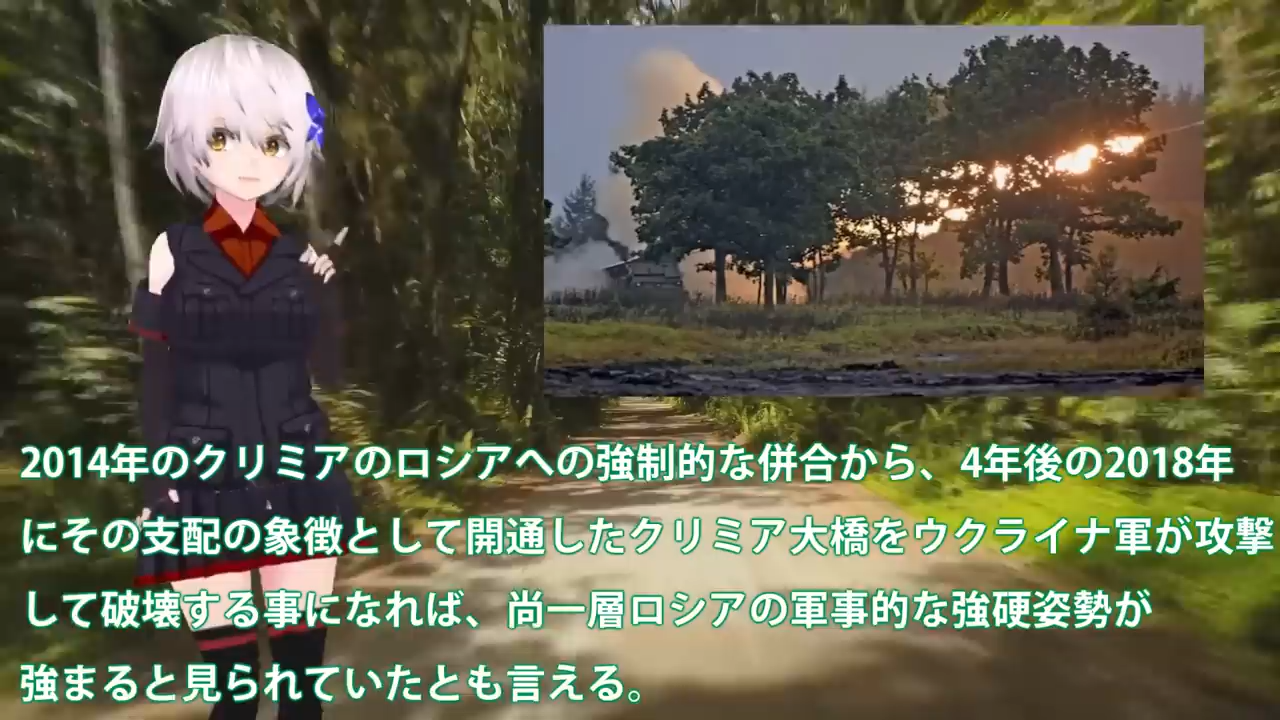 2014年のクリミアのロシアへの強制的な併合から、4年後の2018年
にその支配の象徴として開通したクリミア大橋をウクライナ軍が攻撃
して破壊する事になれば、尚一層ロシアの軍事的な強硬姿勢が
強まると見られていたとも言える。